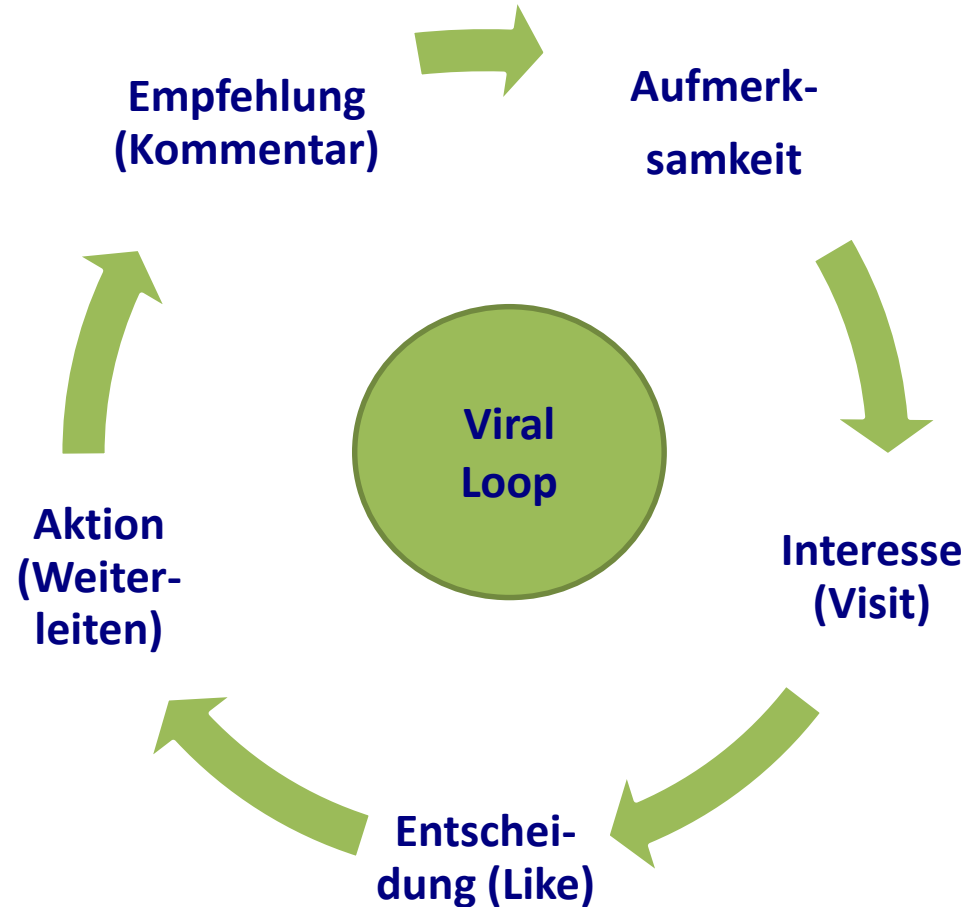 Empfehlung
(Kommentar)
Aufmerk-
samkeit
Viral
Loop
Interesse
(Visit)
Entschei-
dung (Like)
Aktion
(Weiter-
leiten)